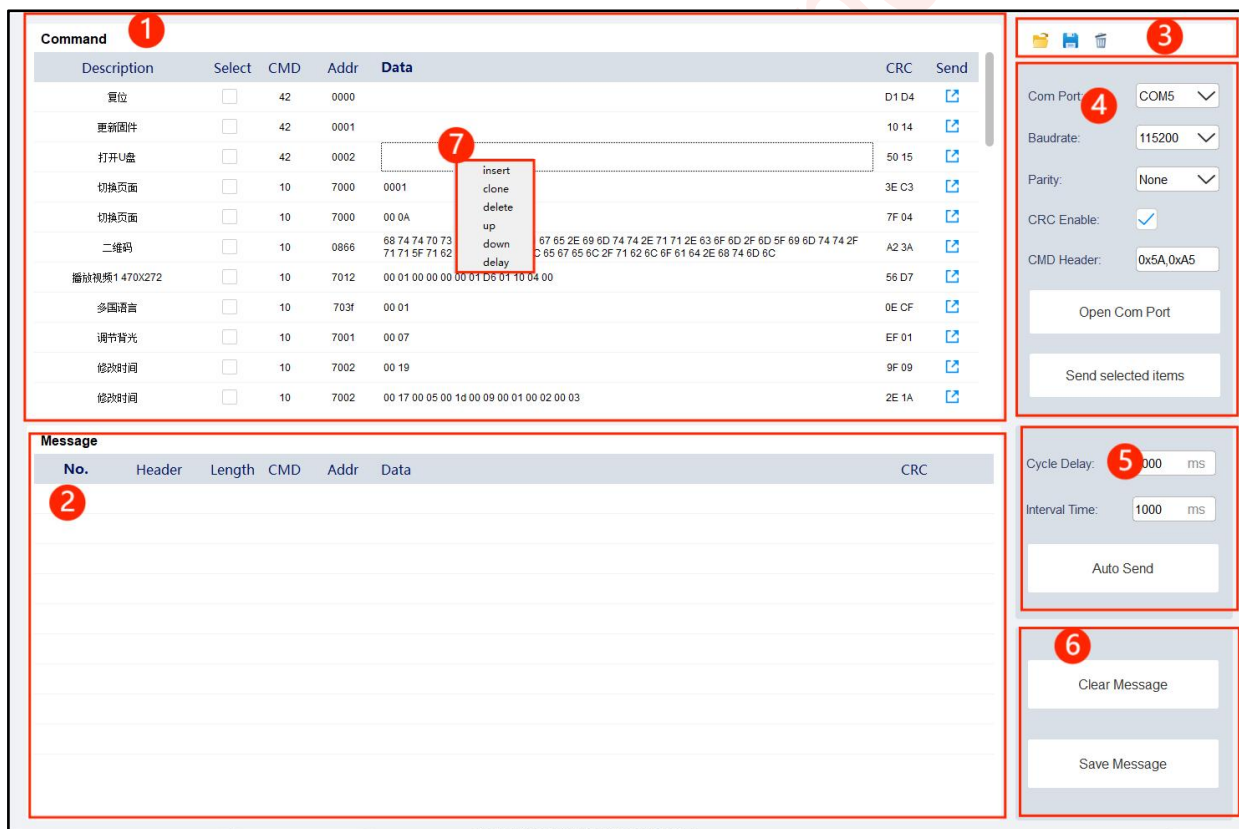 1
Command
Description Select CMD Addr Data CRC Send
复位 42 0000 D1 D4
更新固件 42 0001 10 14
打开U盘 42 0002 50 15
切换页面 10 7000 0001 3E C3
切换页面 10 7000 00 0A 7F 04
二维码 10 0866 68 74 74 70 73 67 65 2E 69 6D 74 74 2E 71 71 2E 63 6F 6D 2F 6D 5F 69 6D 74 74 2F A2 3A
71 71 5F 71 62 65 67 65 6C 2F 71 62 6C 6F 61 64 2E 68 74 6D 6C
播放视频1 470X272 10 7012 00 01 00 00 00 00 01 D6 01 10 04 00 56 D7
多国语言 10 703f 00 01 0E CF
调节背光 10 7001 00 07 EF 01
修改时间 10 7002 00 19 9F 09
修改时间 10 7002 00 17 00 05 00 1d 00 09 00 01 00 02 00 03 2E 1A
7
insert
clone
delete
up
down
delay
Message
No. Header Length CMD Addr Data CRC
2
3
4
Com Port: COM5
Baudrate: 115200
Parity: None
CRC Enable:
CMD Header: 0x5A,0xA5
Open Com Port
Send selected items
5
Cycle Delay: 000 ms
Interval Time: 1000 ms
Auto Send
6
Clear Message
Save Message